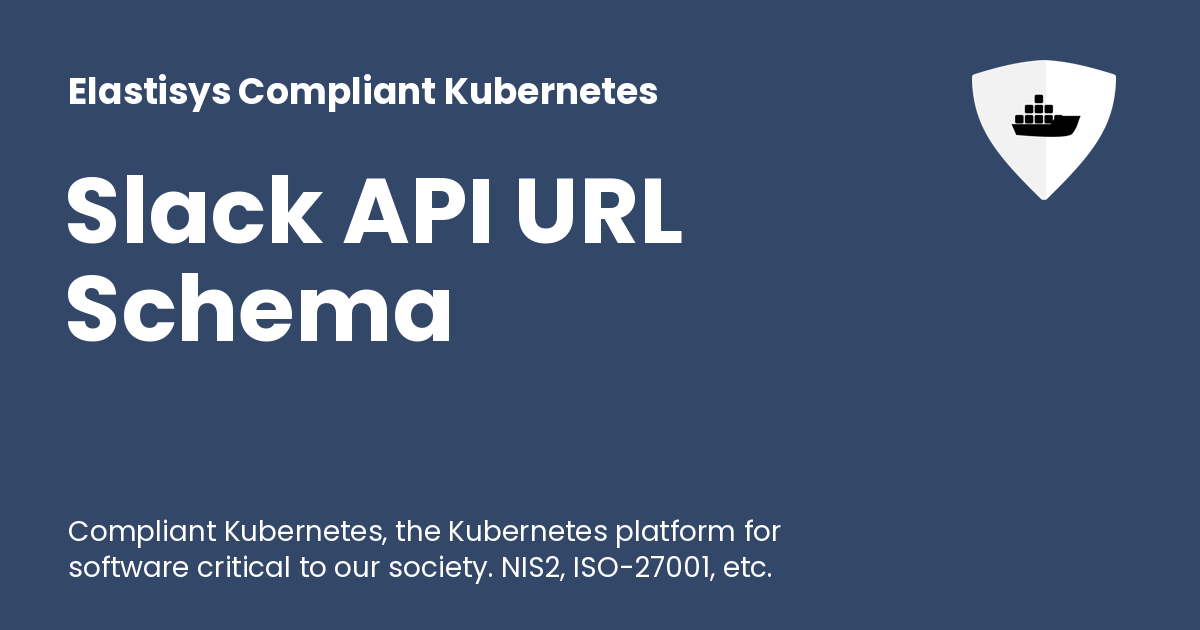 Elastisys Compliant Kubernetes
Slack API URL
Schema
Compliant Kubernetes, the Kubernetes platform for
software critical to our society. NIS2, ISO-27001, etc.